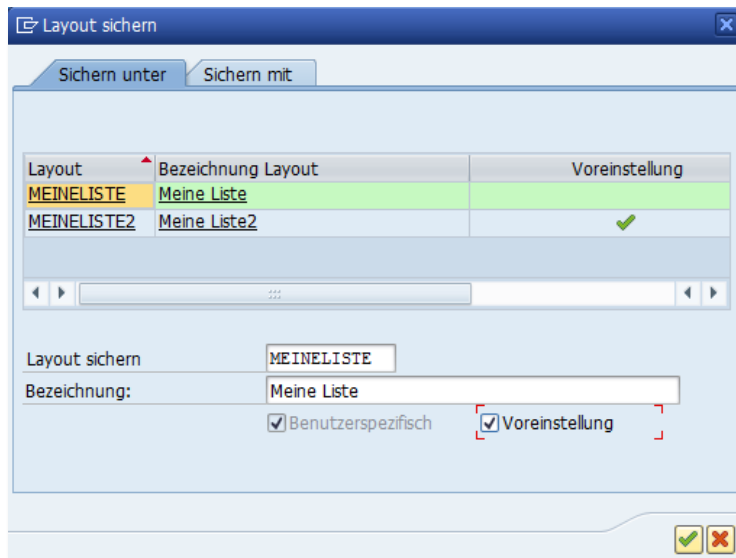 Layout sichern
Sichern unter Sichern mit
Layout Bezeichnung Layout Voreinstellung
MEINELISTE Meine Liste
MEINELISTE2 Meine Liste2
Layout sichern MEINELISTE
Bezeichnung: Meine Liste
Benutzerspezifisch Voreinstellung